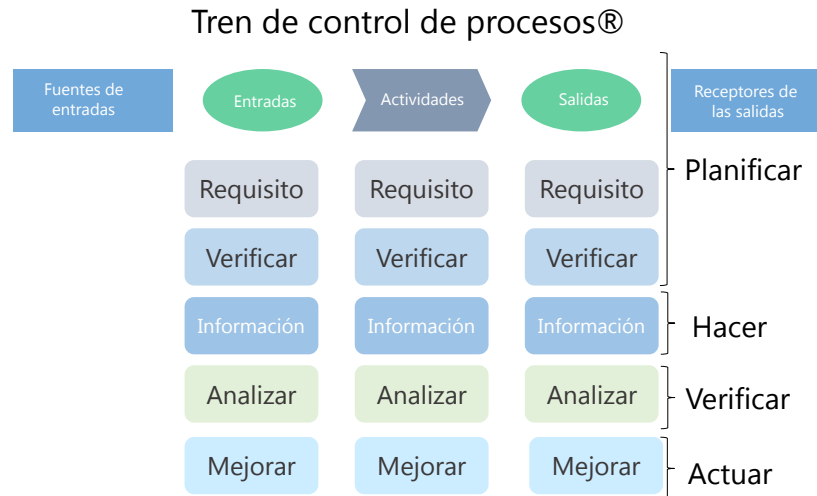 Tren de control de procesos®
Fuentes de
entradas
Entradas
Actividades
Salidas
Receptores de
las salidas
Planificar
Requisito
Requisito
Requisito
Verificar
Verificar
Verificar
Información
Información
Información
Hacer
Analizar
Analizar
Analizar
Verificar
Mejorar
Mejorar
Mejorar
Actuar